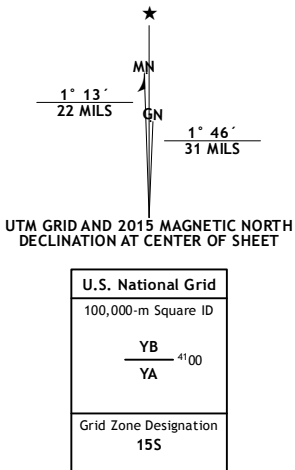 ★
MN
1° 13´
22 MILS
GN
1° 46´
31 MILS
UTM GRID AND 2015 MAGNETIC NORTH
DECLINATION AT CENTER OF SHEET
U.S. National Grid
100,000-m Square ID
YB
4100
YA
Grid Zone Designation
15S